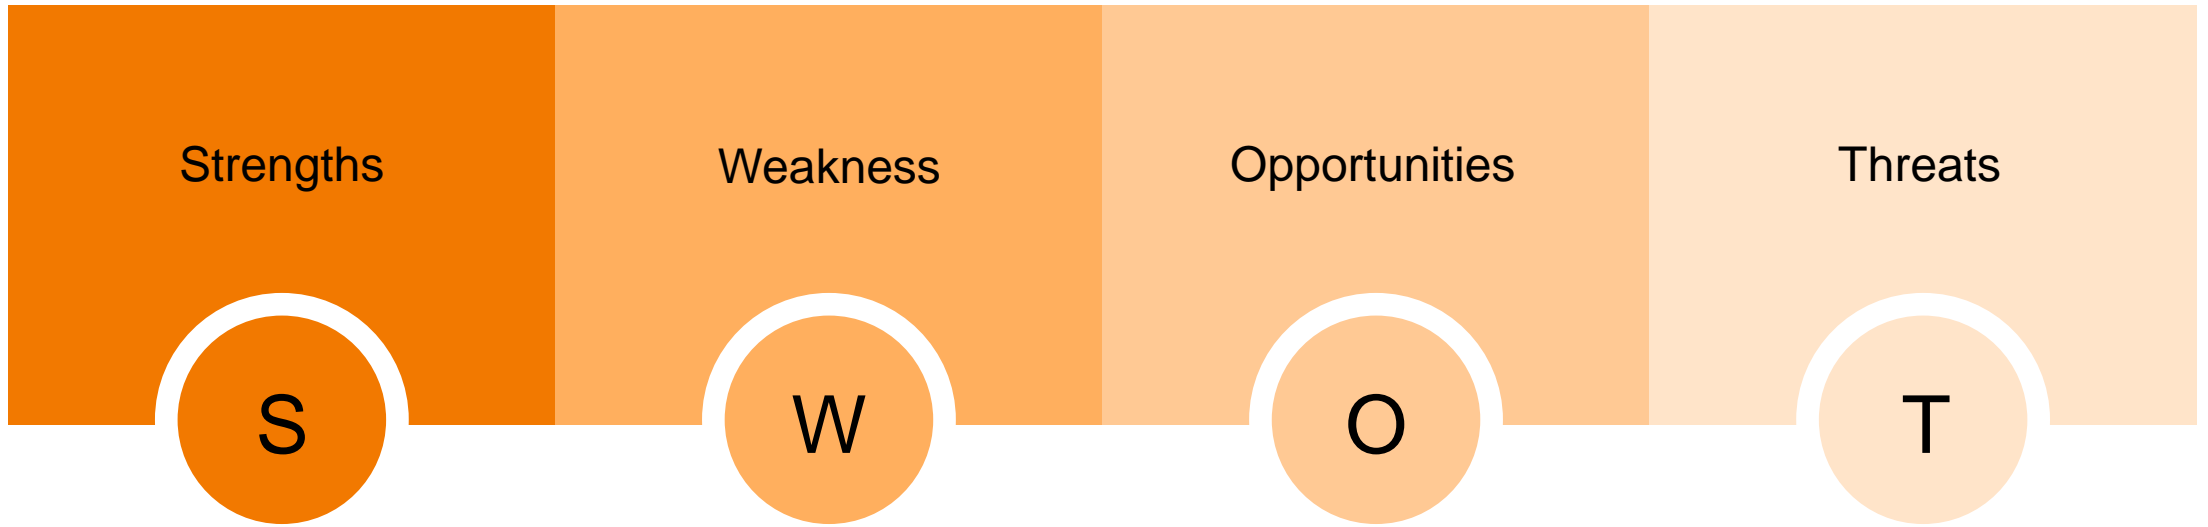 Strengths
Weakness
Opportunities
Threats
S
W
O
T